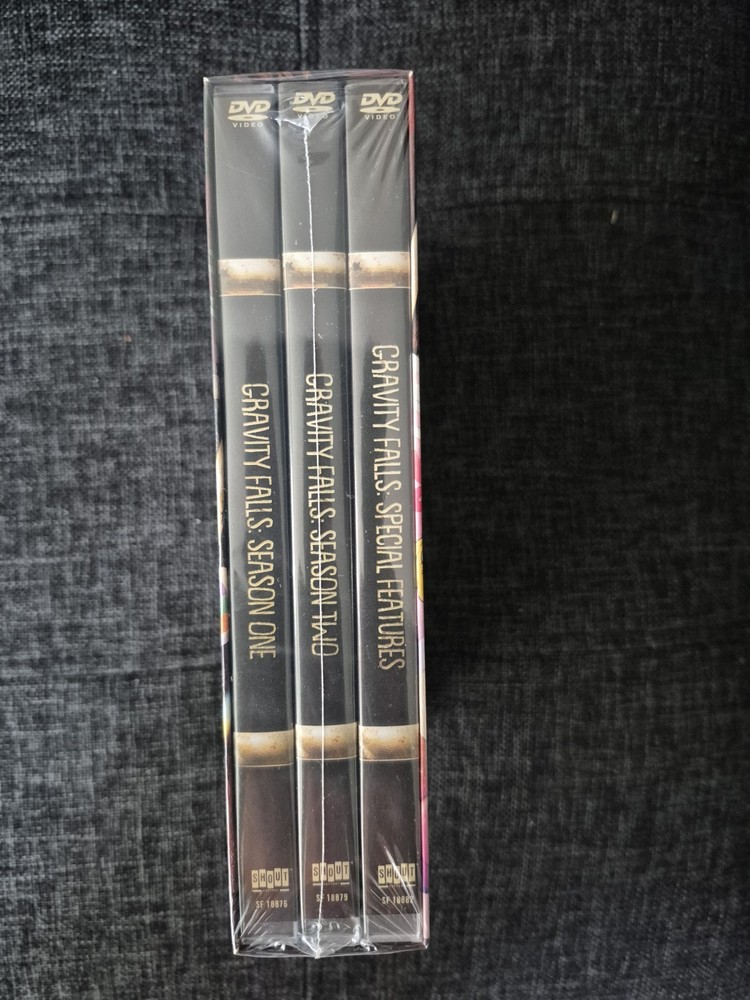 DVD
VIDEO
GRAVITY FALLS: SEASON ONE
SHOUT
SF 18876
DVD
VIDEO
GRAVITY FALLS: SEASON TWO
SHOUT
SF 18879
DVD
VIDEO
GRAVITY FALLS: SPECIAL FEATURES
SHOUT
SF